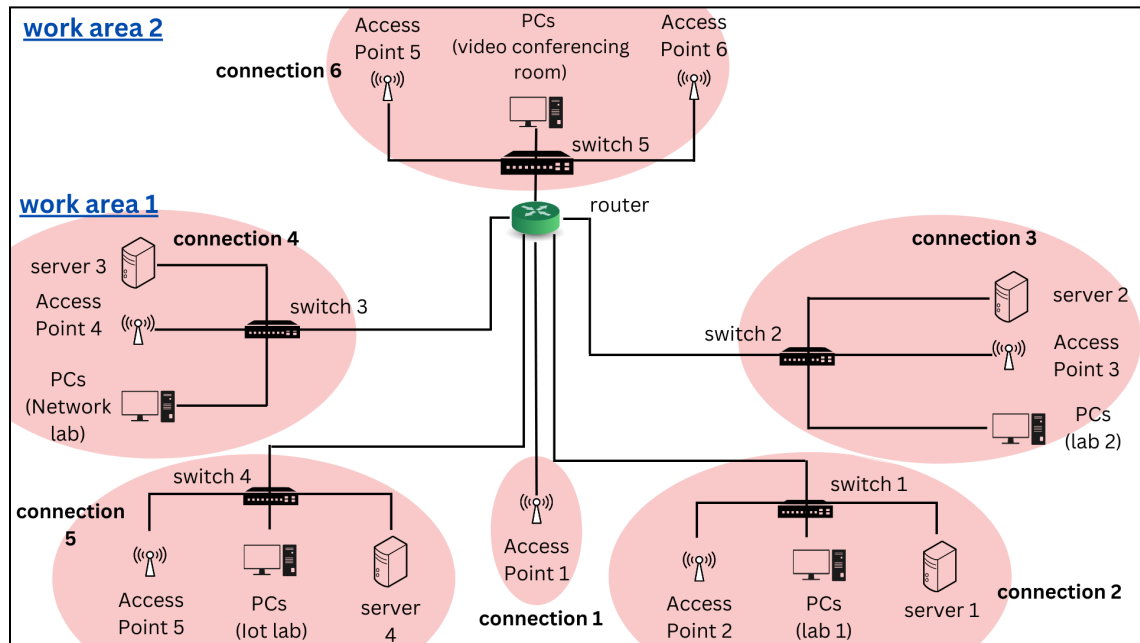 work area 2
Access
Point 5
PCs
(video conferencing
room)
Access
Point 6
connection 6
switch 5
work area 1
router
connection 4
server 3
Access
Point 4
switch 3
PCs
(Network
lab)
connection 3
server 2
switch 2
Access
Point 3
PCs
(lab 2)
switch 4
connection
5
Access
Point 5
PCs
(Iot lab)
server
4
Access
Point 1
connection 1
switch 1
Access
Point 2
PCs
(lab 1)
server 1
connection 2